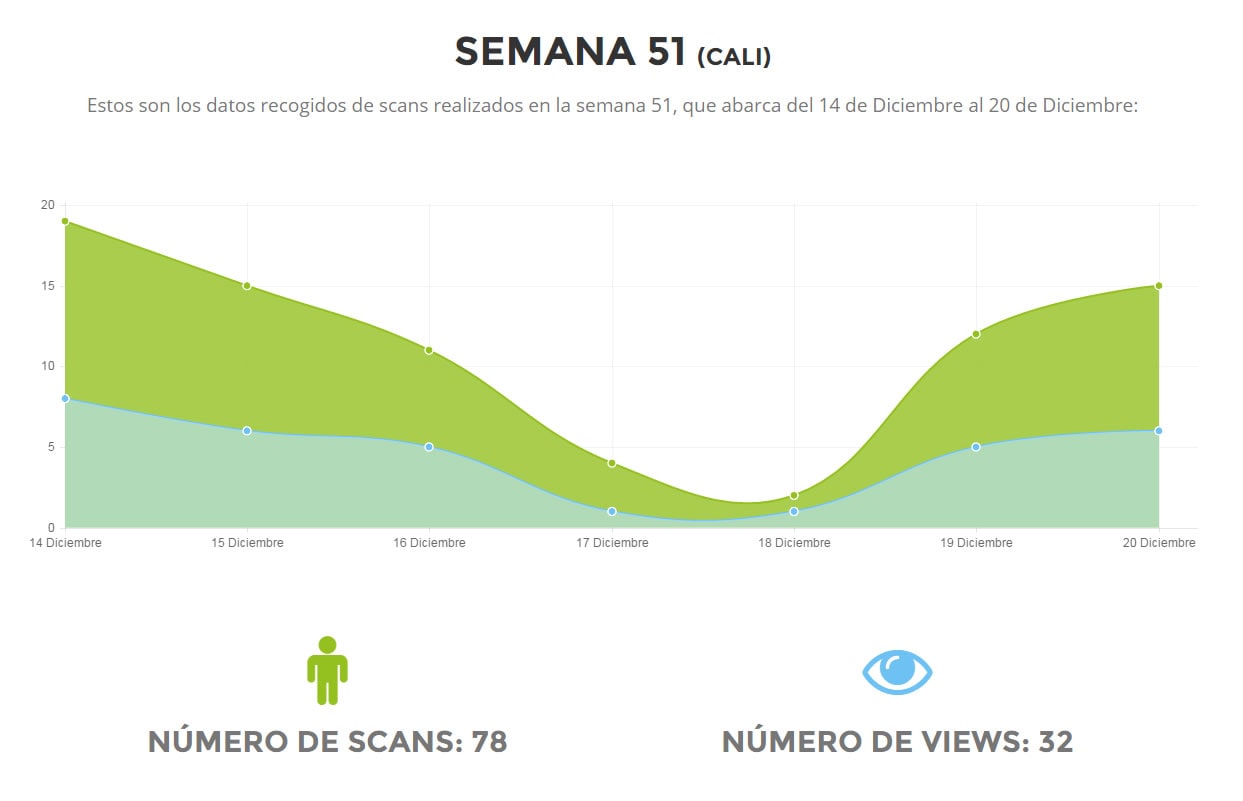 SEMANA 51 (CALI)
Estos son los datos recogidos de scans realizados en la semana 51, que abarca del 14 de Diciembre al 20 de Diciembre:
20
15
10
5
0
14 Diciembre 15 Diciembre 16 Diciembre 17 Diciembre 18 Diciembre 19 Diciembre 20 Diciembre
NÚMERO DE SCANS: 78 NÚMERO DE VIEWS: 32